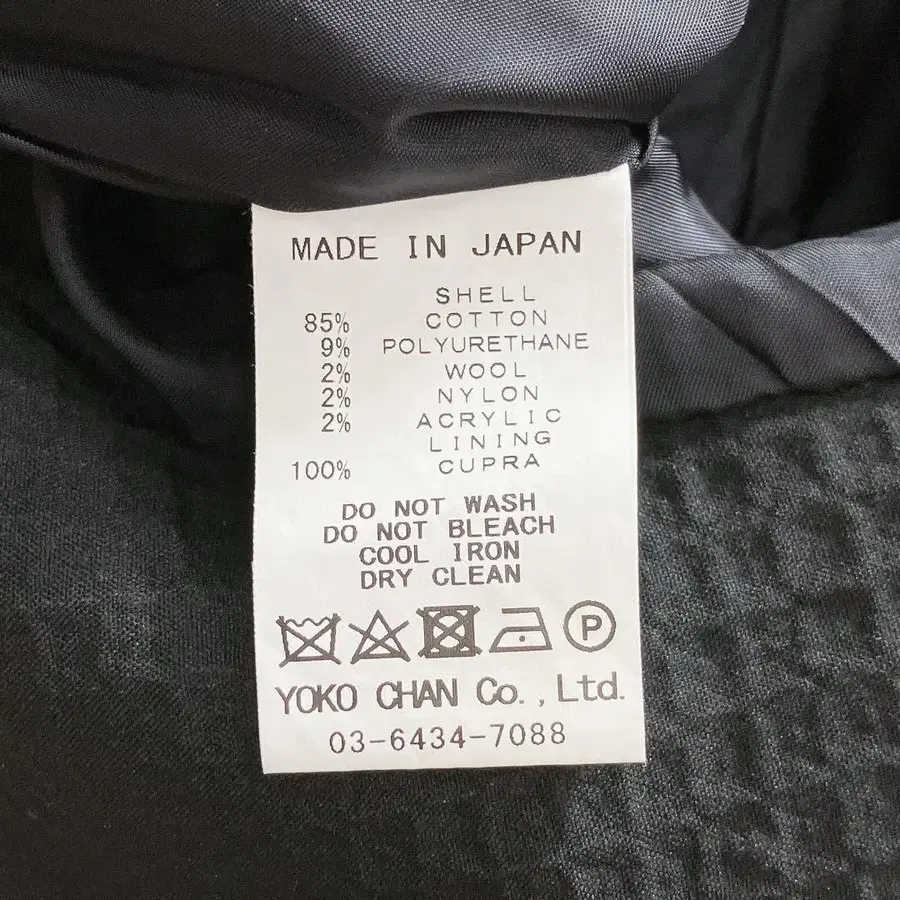 MADE IN JAPAN
SHELL
85% COTTON
9% POLYURETHANE
2% WOOL
2% NYLON
2% ACRYLIC
LINING
100% CUPRA
DO NOT WASH
DO NOT BLEACH
COOL IRON
DRY CLEAN
P
YOKO CHAN Co., Ltd.
03-6434-7088